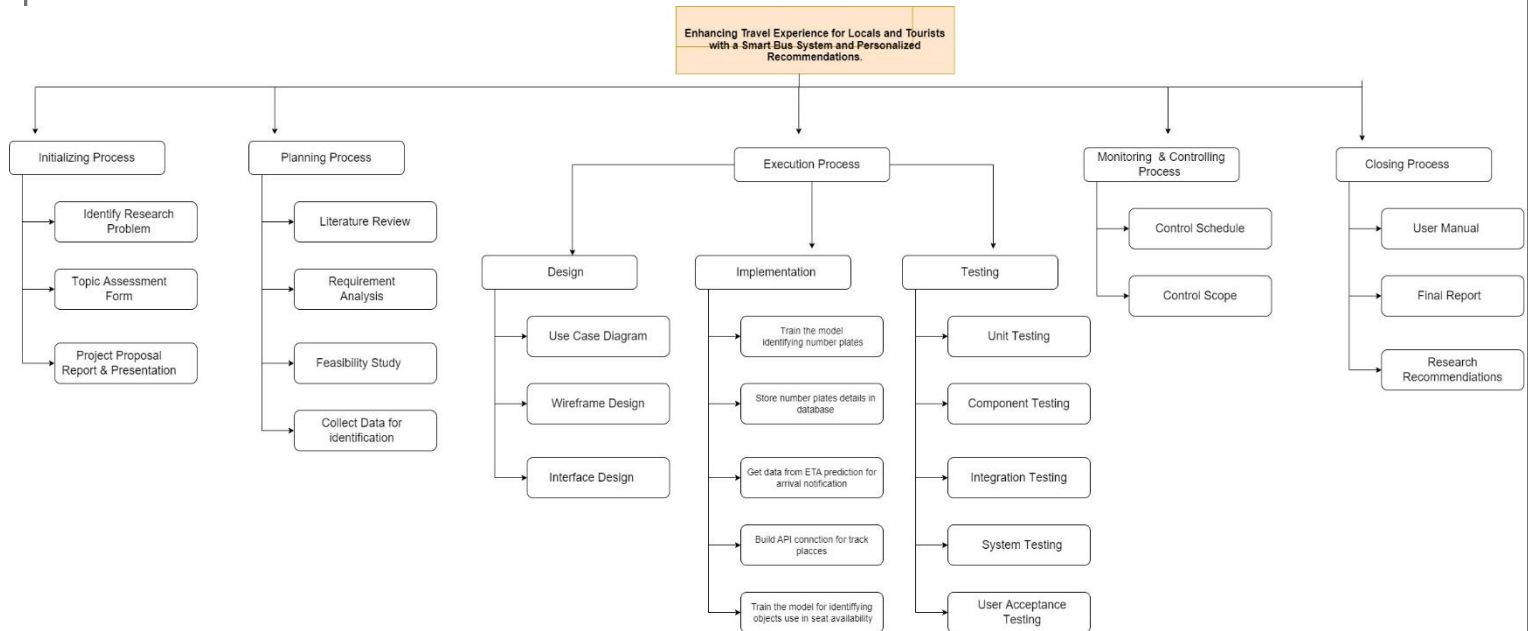 Enhancing Travel Experience for Locals and Tourists
with a Smart Bus System and Personalized
Recommendations.
Initializing Process
Identify Research
Problem
Topic Assessment
Form
Project Proposal
Report & Presentation
Planning Process
Literature Review
Requirement
Analysis
Feasibility Study
Collect Data for
identification
Execution Process
Design
Use Case Diagram
Wireframe Design
Interface Design
Implementation
Train the model
identifying number plates
Store number plates details in
database
Get data from ETA prediction for
arrival notification
Build API connction for track
placces
Train the model for identiffying
objects use in seat availability
Testing
Unit Testing
Component Testing
Integration Testing
System Testing
User Acceptance
Testing
Monitoring & Controlling
Process
Control Schedule
Control Scope
Closing Process
User Manual
Final Report
Research
Recommendiations